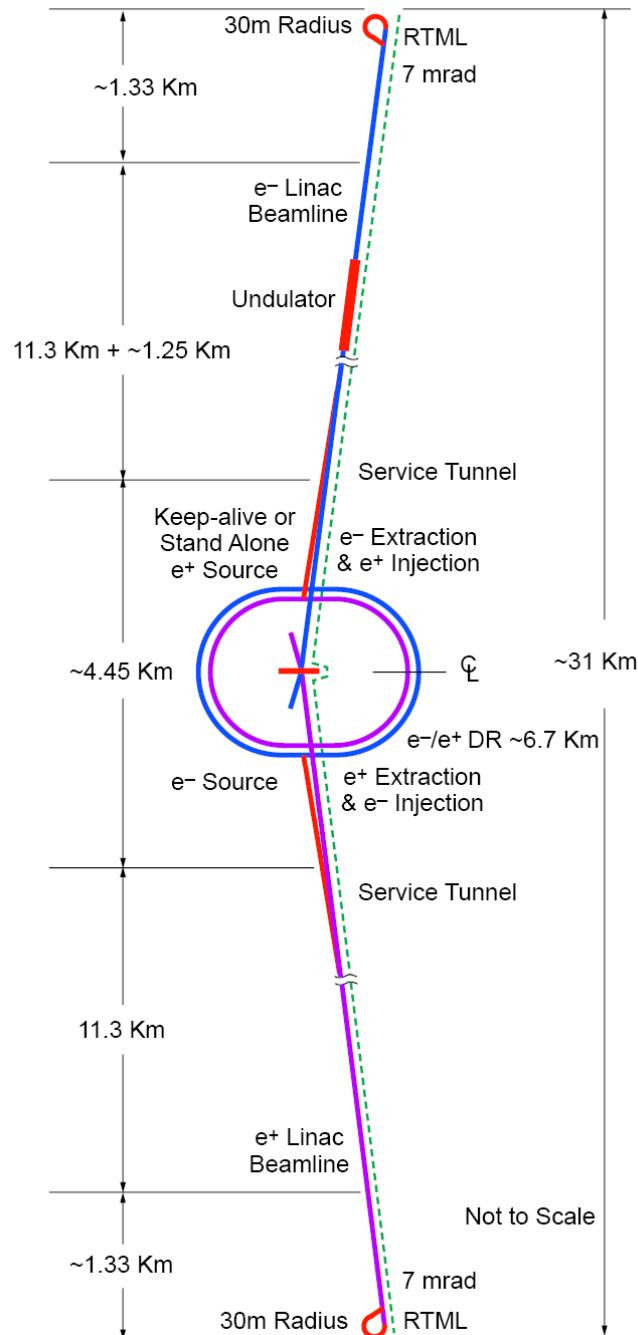 30m Radius
RTML
7 mrad
~1.33 Km
e– Linac
Beamline
Undulator
11.3 Km + ~1.25 Km
Service Tunnel
Keep-alive or
Stand Alone
e+ Source
e– Extraction
& e+ Injection
~4.45 Km
℄
~31 Km
e–/e+ DR ~6.7 Km
e– Source
e+ Extraction
& e– Injection
Service Tunnel
11.3 Km
e+ Linac
Beamline
Not to Scale
~1.33 Km
7 mrad
30m Radius
RTML